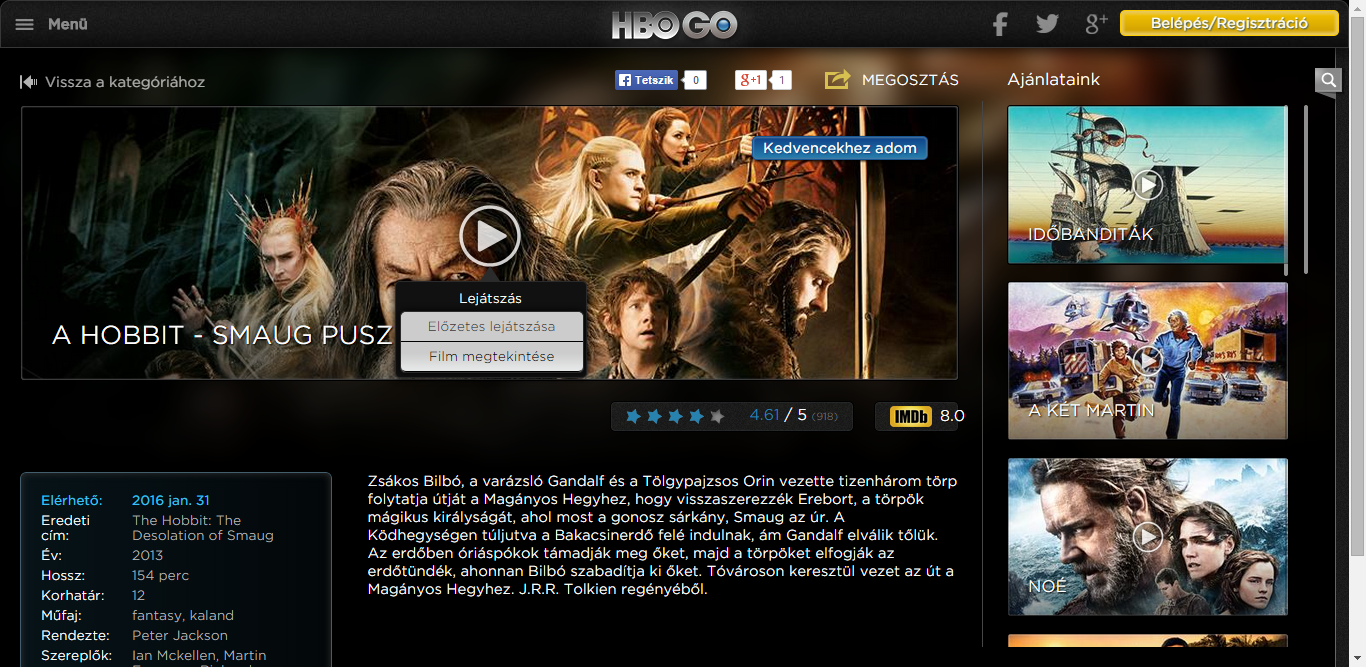 Menü
HBO GO
Belépés/Regisztráció
Vissza a kategóriához
Tetszik
0
g+1
1
MEGOSZTÁS
Ajánlataink
Kedvencekhez adom
A HOBBIT - SMAUG PUSZ
Lejátszás
Előzetes lejátszása
Film megtekintése
4.61 / 5 (918)
IMDb 8.0
Elérhető: 2016 jan. 31
Eredeti cím: The Hobbit: The
Desolation of Smaug
Év: 2013
Hossz: 154 perc
Korhatár: 12
Műfaj: fantasy, kaland
Rendezte: Peter Jackson
Szereplők: Ian Mckellen, Martin
Zsákos Bilbó, a varázsló Gandalf és a Tölgypajzsos Orin vezette tizenhárom törp
folytatja útját a Magányos Hegyhez, hogy visszaszerezzék Erebort, a törpök
mágikus királyságát, ahol most a gonosz sárkány, Smaug az úr. A
Ködhegységen túljutva a Bakacsinerdő felé indulnak, ám Gandalf elválik tőlük.
Az erdőben óriáspókok támadják meg őket, majd a törpöket elfogják az
erdőtündék, ahonnan Bilbó szabadítja ki őket. Tóvároson keresztül vezet az út a
Magányos Hegyhez. J.R.R. Tolkien regényéből.
IDŐBANDITÁK
A KÉT MARTIN
NOÉ